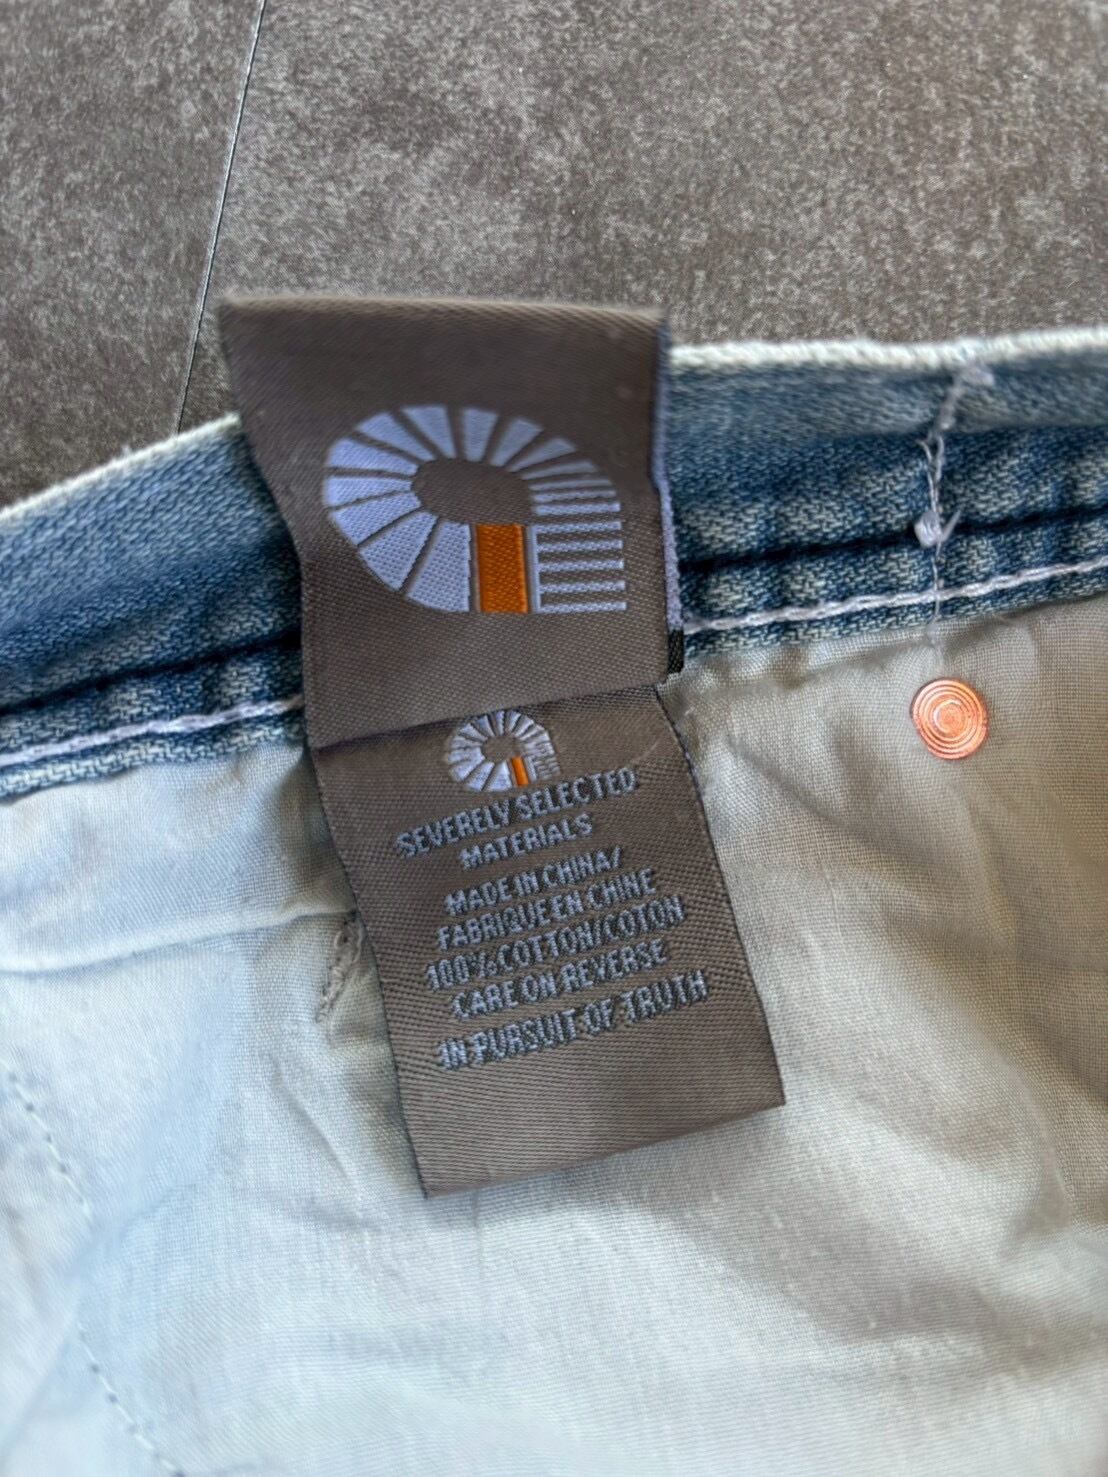 SEVERELY SELECTED
MATERIALS
MADE IN CHINA/
FABRIQUE EN CHINE
100% COTTON/COTON
CARE ON REVERSE
IN PURSUIT OF TRUTH